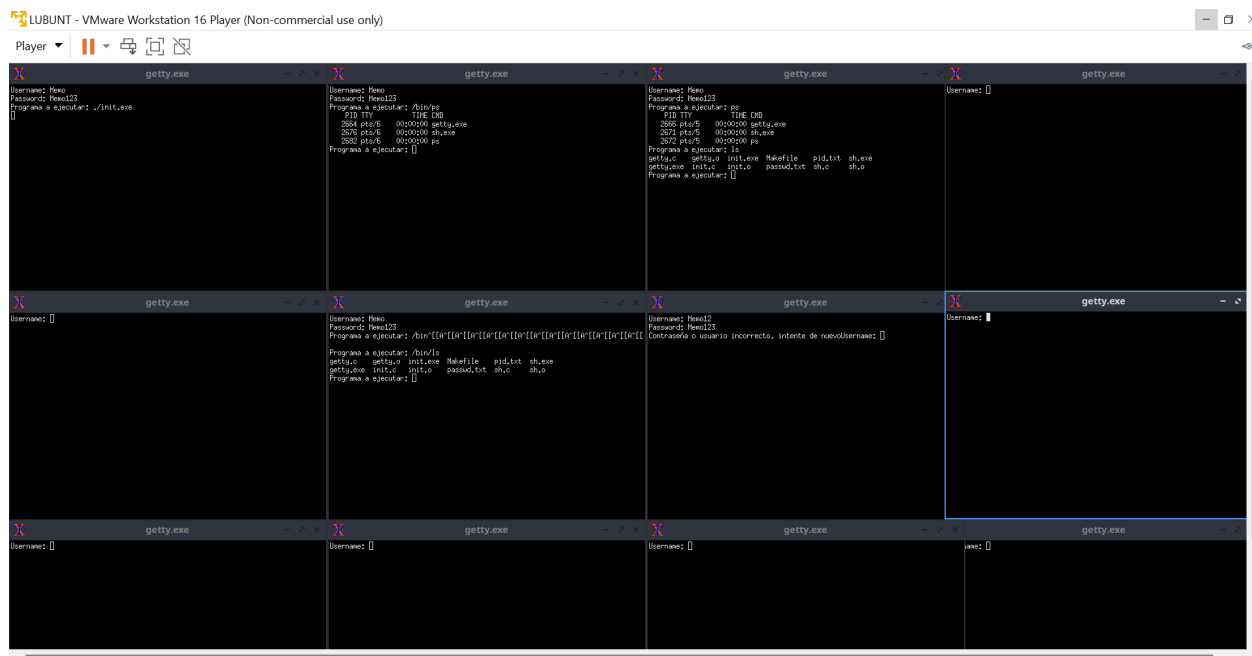 LUBUNT - VMware Workstation 16 Player (Non-commercial use only)
Player
getty.exe
Username: Memo
Password: Memo123
Programa a ejecutar: ./init.exe
getty.exe
Username: Memo
Password: Memo123
Programa a ejecutar: /bin/ps
PID TTY TIME CMD
2664 pts/6 00:00:00 getty.exe
2676 pts/6 00:00:00 sh.exe
2682 pts/6 00:00:00 ps
Programa a ejecutar:
getty.exe
Username: Memo
Password: Memo123
Programa a ejecutar: ps
PID TTY TIME CMD
2666 pts/5 00:00:00 getty.exe
2671 pts/5 00:00:00 sh.exe
2672 pts/5 00:00:00 ps
Programa a ejecutar: ls
getty.c getty.o init.exe Makefile pid.txt sh.exe
getty.exe init.c init.o passwd.txt sh.c sh.o
Programa a ejecutar:
getty.exe
Username:
getty.exe
Username:
getty.exe
Username: Memo
Password: Memo123
Programa a ejecutar: /bin^[[A^[[A^[[A^[[A^[[A^[[A^[[A^[[A^[[A^[[A^[[A^[[A^[[A^[[
Programa a ejecutar: /bin/ls
getty.c getty.o init.exe Makefile pid.txt sh.exe
getty.exe init.c init.o passwd.txt sh.c sh.o
Programa a ejecutar:
getty.exe
Username: Memo12
Password: Memo123
Contraseña o usuario incorrecto, intente de nuevoUsername:
getty.exe
Username:
getty.exe
Username:
getty.exe
Username:
getty.exe
Username:
getty.exe
name: